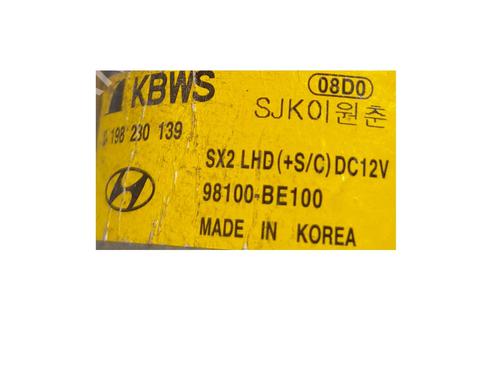 KBWS
08D0
SJK이원춘
198 230 139
SX2 LHD(+S/C) DC12V
98100-BE100
MADE IN KOREA